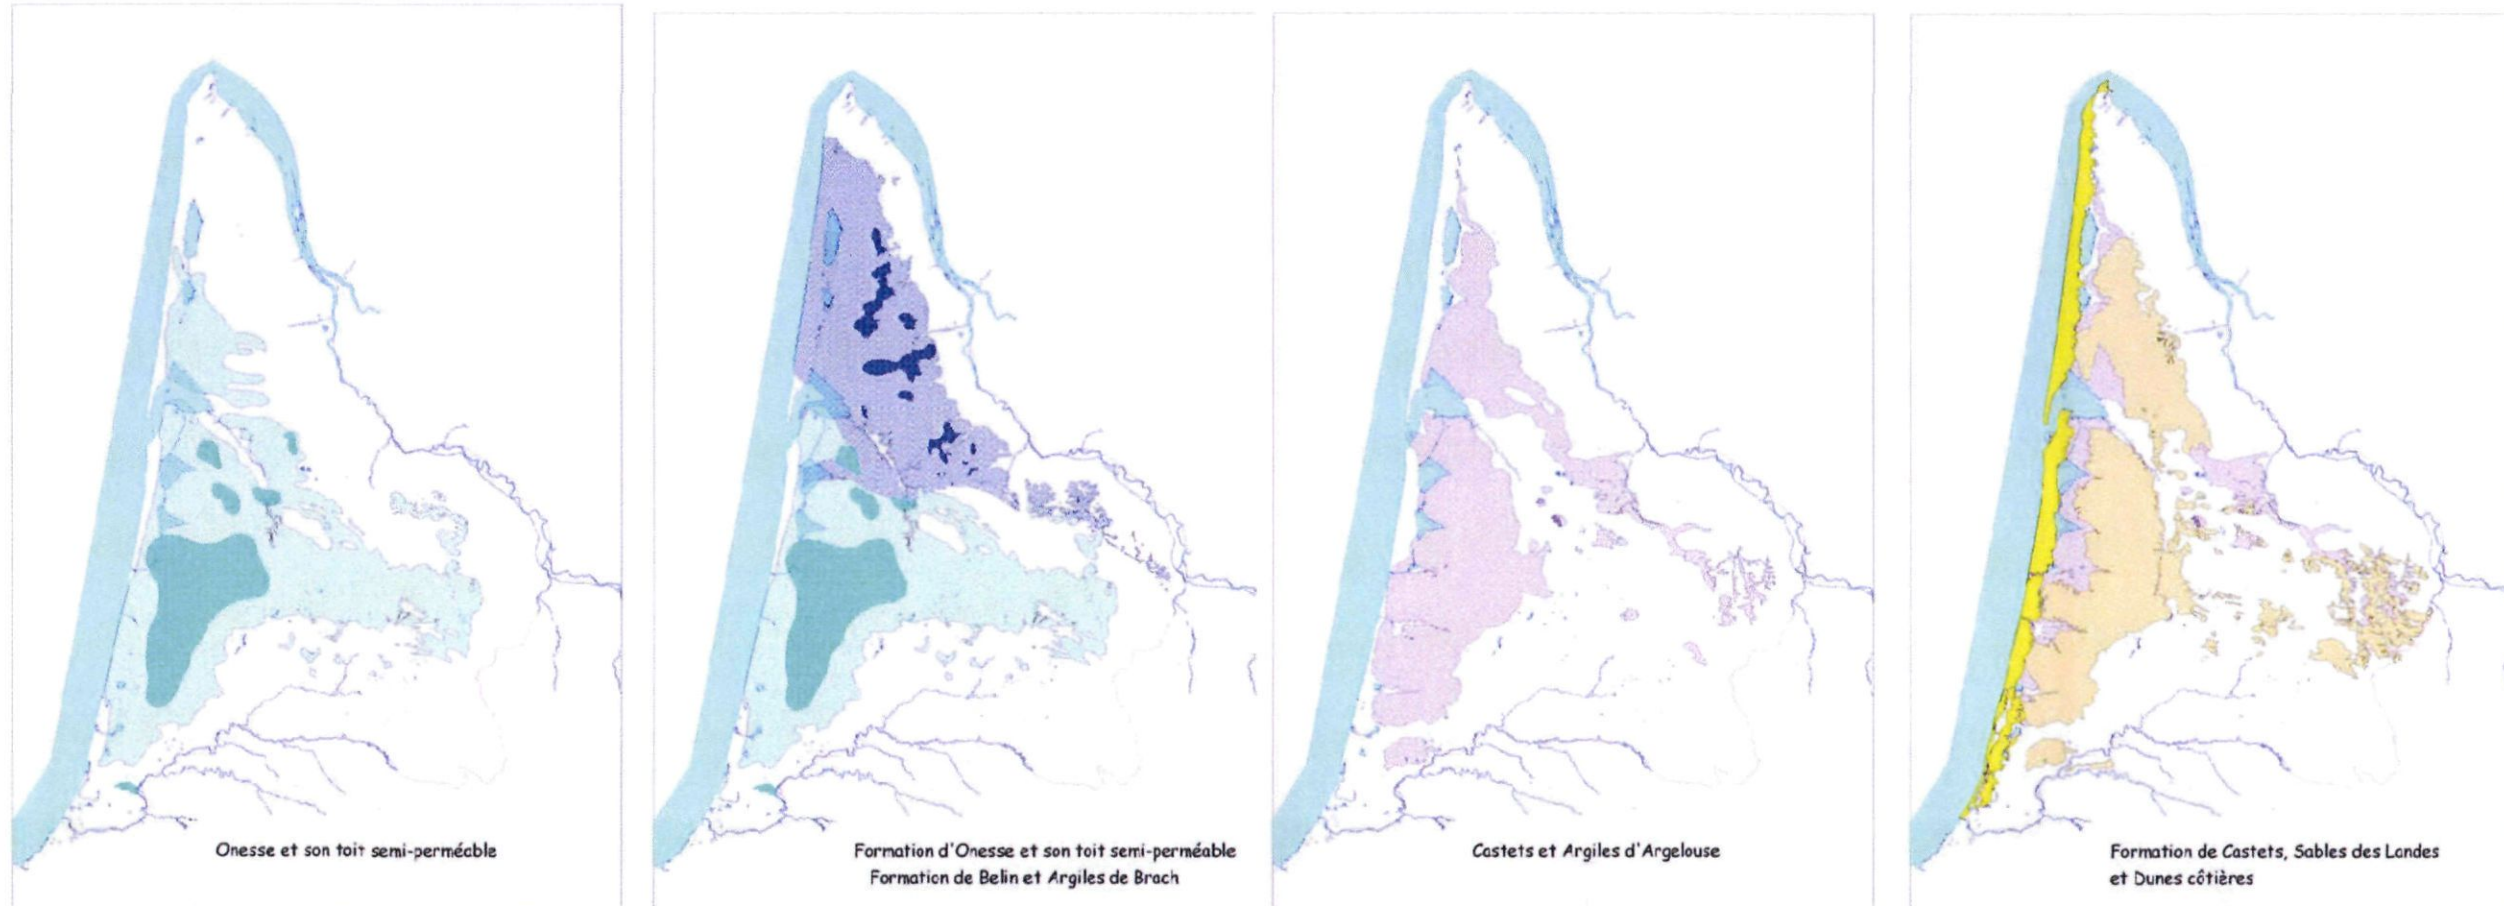 Onesse et son toit semi-perméable
Formation d'Onesse et son toit semi-perméable
Formation de Belin et Argiles de Brach
Castets et Argiles d'Argelouse
Formation de Castets, Sables des Landes
et Dunes côtières